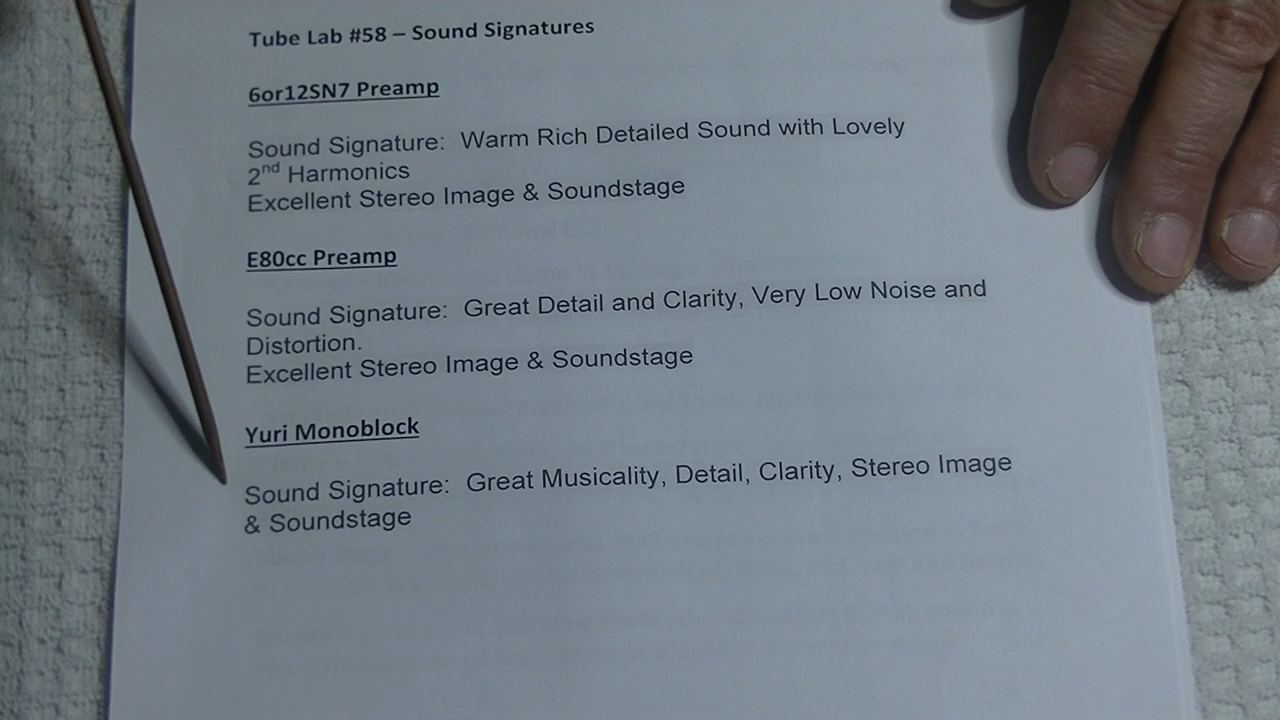 Tube Lab #58 – Sound Signatures
6or12SN7 Preamp
Sound Signature:  Warm Rich Detailed Sound with Lovely
2nd Harmonics
Excellent Stereo Image & Soundstage
E80cc Preamp
Sound Signature:  Great Detail and Clarity, Very Low Noise and
Distortion.
Excellent Stereo Image & Soundstage
Yuri Monoblock
Sound Signature:  Great Musicality, Detail, Clarity, Stereo Image
& Soundstage